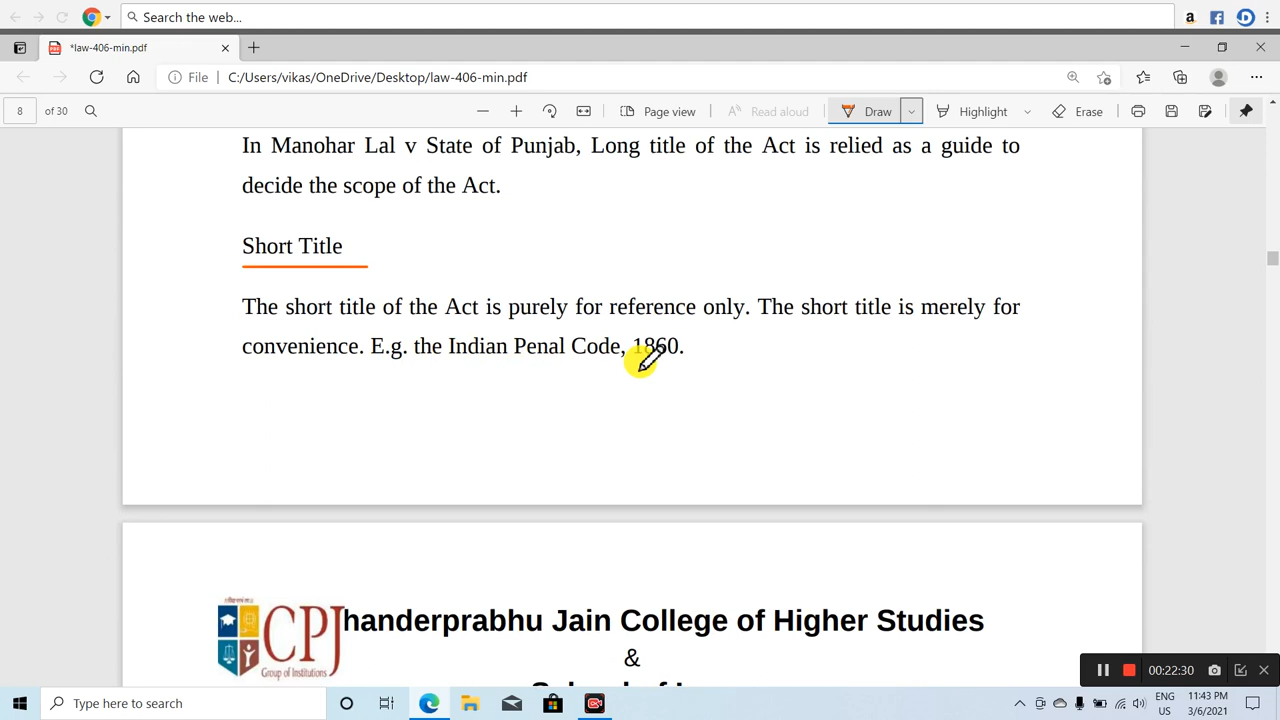 Search the web...
*law-406-min.pdf
File C:/Users/vikas/OneDrive/Desktop/law-406-min.pdf
8 of 30 Page view Read aloud Draw Highlight Erase
In Manohar Lal v State of Punjab, Long title of the Act is relied as a guide to
decide the scope of the Act.
Short Title
The short title of the Act is purely for reference only. The short title is merely for
convenience. E.g. the Indian Penal Code, 1860.
CPJ
Group of Institutions
handerprabhu Jain College of Higher Studies
&
00:22:30
Type here to search
ENG
US
11:43 PM
3/6/2021